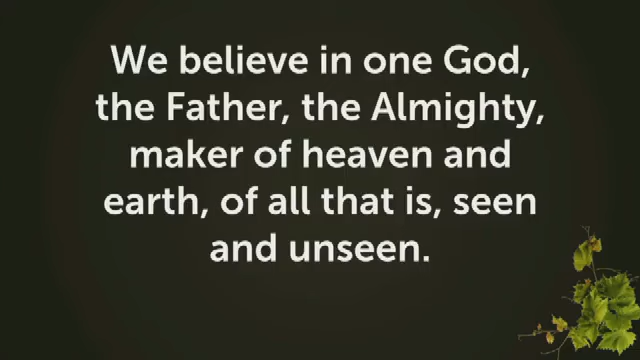 We believe in one God,
the Father, the Almighty,
maker of heaven and
earth, of all that is, seen
and unseen.